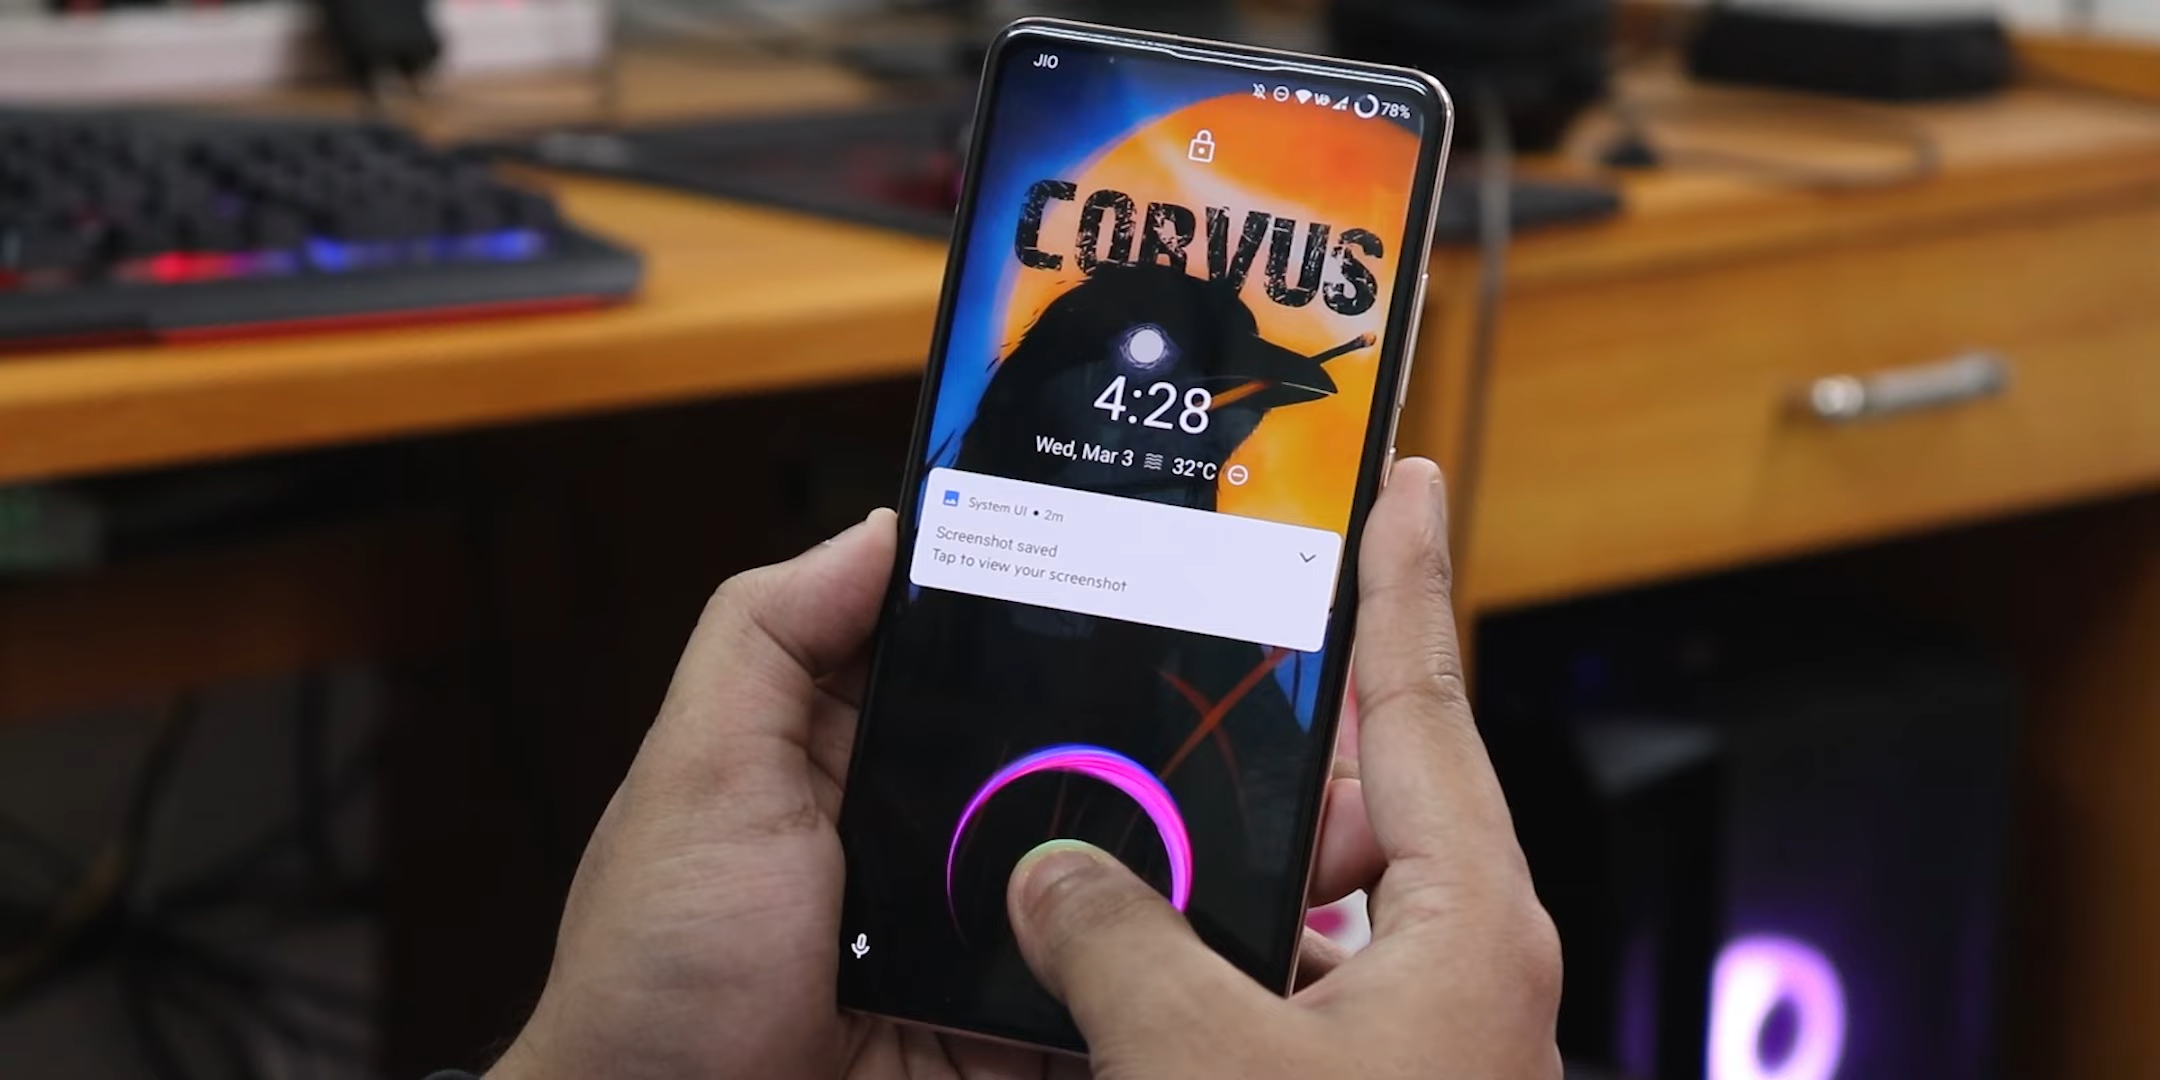 JIO
78%
CORVUS
4:28
Wed, Mar 3 32°C
System UI • 2m
Screenshot saved
Tap to view your screenshot